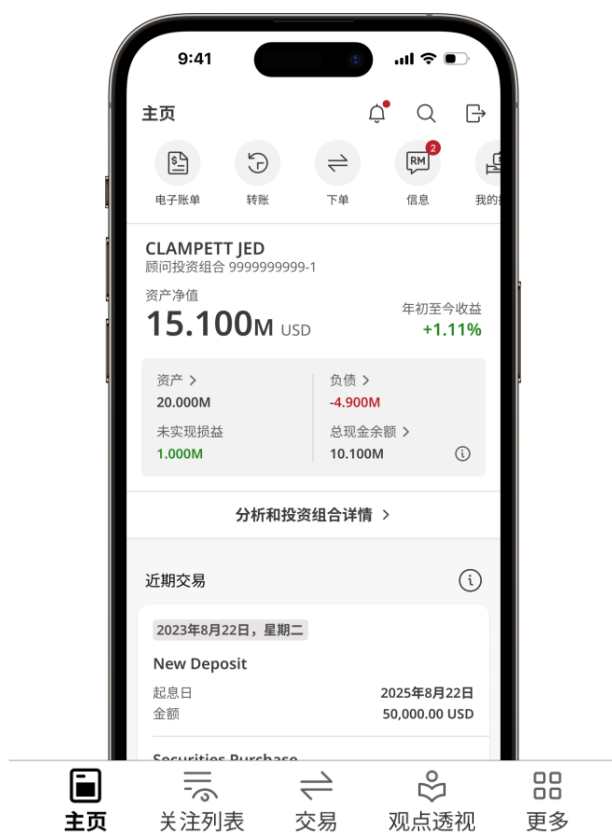 9:41
主页
RM
2
电子账单
转账
下单
信息
我的
CLAMPETT JED
顾问投资组合 9999999999-1
资产净值
15.100M USD
年初至今收益
+1.11%
资产
负债
20.000M
-4.900M
未实现损益
总现金余额
1.000M
10.100M
分析和投资组合详情
近期交易
2023年8月22日，星期二
New Deposit
起息日
2025年8月22日
金额
50,000.00 USD
Securities Purchase
主页
关注列表
交易
观点透视
更多